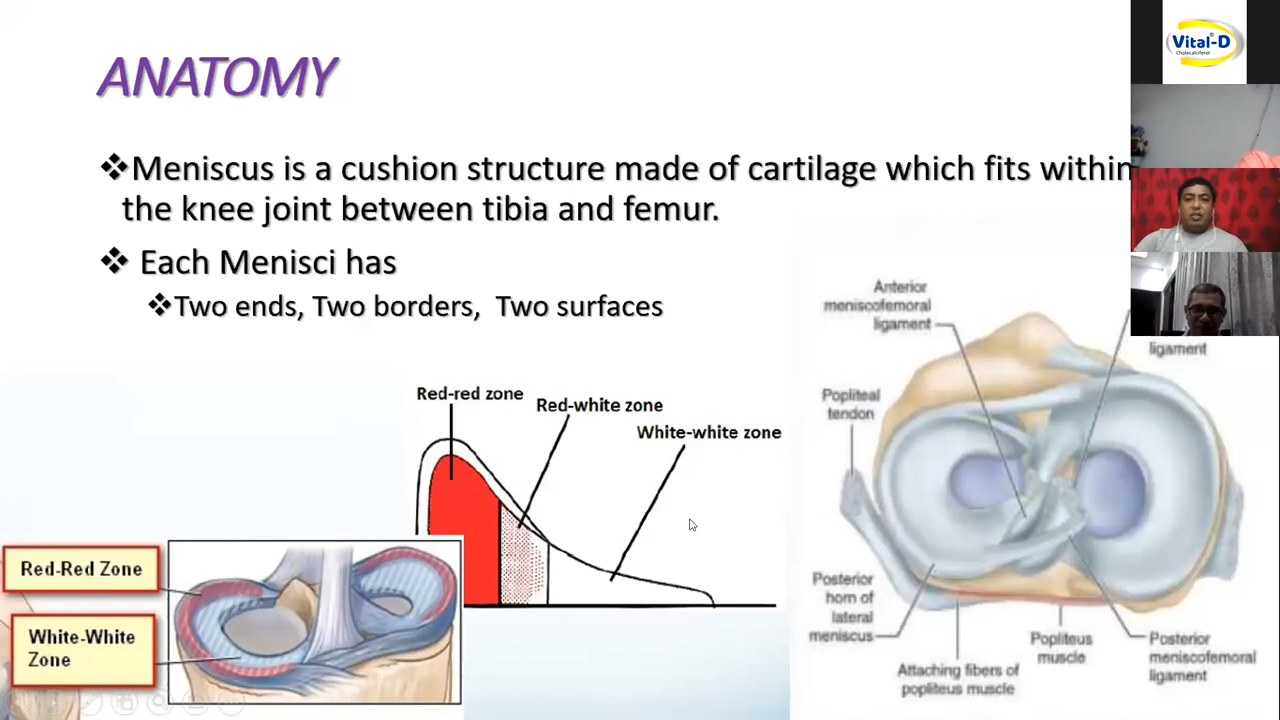 ANATOMY
❖Meniscus is a cushion structure made of cartilage which fits within
the knee joint between tibia and femur.
❖ Each Menisci has
❖Two ends, Two borders, Two surfaces
Red-red zone
Red-white zone
White-white zone
Red-Red Zone
White-White
Zone
Anterior
meniscofemoral
ligament
ligament
Popliteal
tendon
Posterior
horn of
lateral
meniscus
Attaching fibers of
popliteus muscle
Popliteus
muscle
Posterior
meniscofemoral
ligament
Vital-D
Cholecalciferol